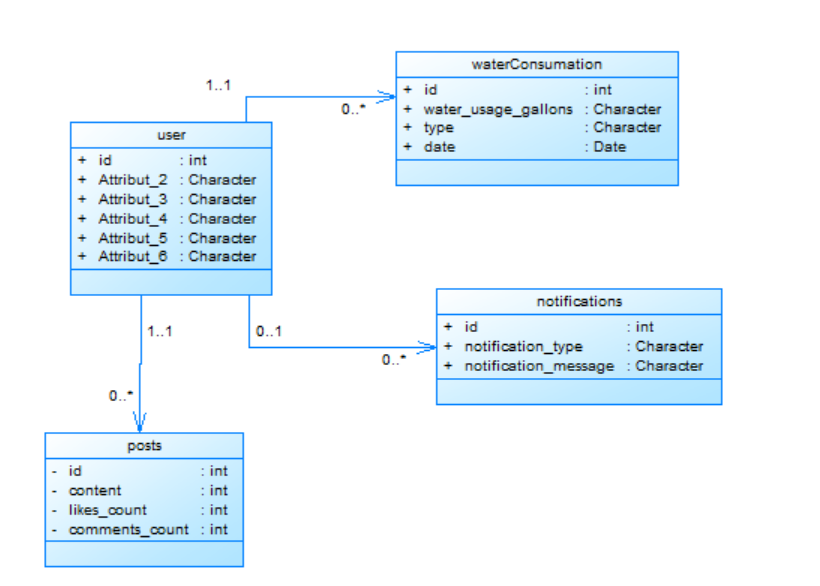 waterConsumation
+ id : int
+ water_usage_gallons : Character
+ type : Character
+ date : Date
1..1
0..*
user
+ id : int
+ Attribut_2 : Character
+ Attribut_3 : Character
+ Attribut_4 : Character
+ Attribut_5 : Character
+ Attribut_6 : Character
notifications
+ id : int
+ notification_type : Character
+ notification_message : Character
0..1
0..*
1..1
0..*
posts
- id : int
- content : int
- likes_count : int
- comments_count : int